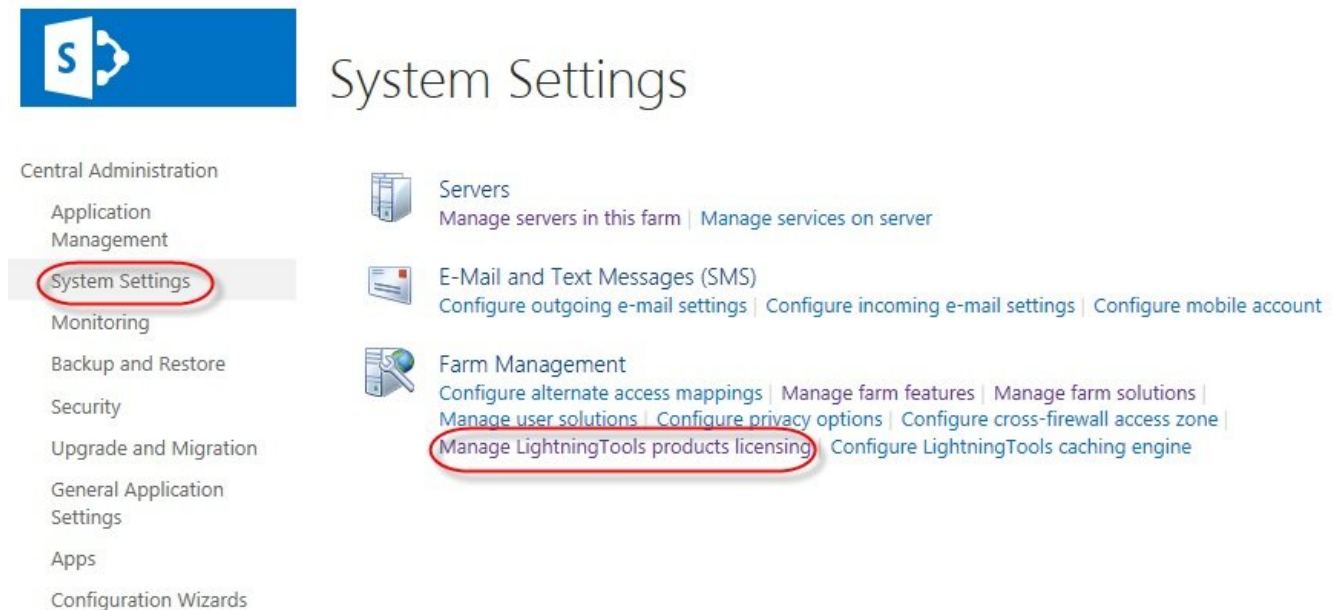 S
System Settings
Central Administration
Application
Management
System Settings
Monitoring
Backup and Restore
Security
Upgrade and Migration
General Application
Settings
Apps
Configuration Wizards
Servers
Manage servers in this farm | Manage services on server
E-Mail and Text Messages (SMS)
Configure outgoing e-mail settings | Configure incoming e-mail settings | Configure mobile account
Farm Management
Configure alternate access mappings | Manage farm features | Manage farm solutions |
Manage user solutions | Configure privacy options | Configure cross-firewall access zone |
Manage LightningTools products licensing | Configure LightningTools caching engine